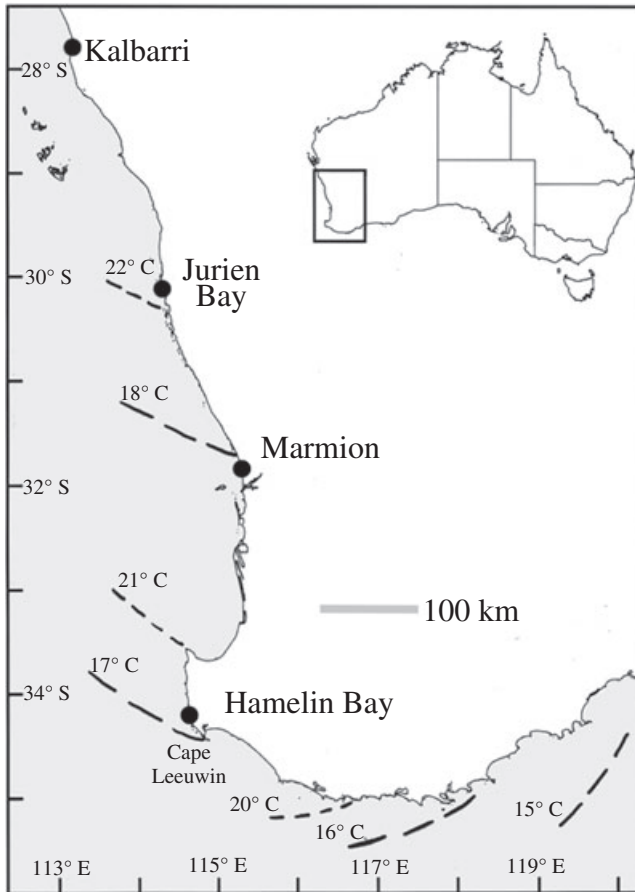 Kalbarri
28° S
22° C
Jurien
Bay
30° S
18° C
Marmion
32° S
21° C
100 km
17° C
34° S
Hamelin Bay
Cape
Leeuwin
20° C
16° C
15° C
113° E
115° E
117° E
119° E